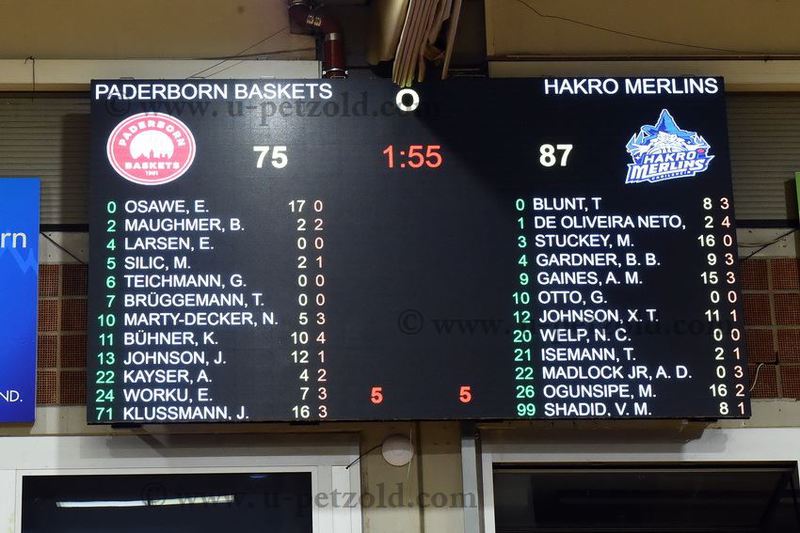 PADERBORN BASKETS 0 HAKRO MERLINS
PADERBORN
BASKETS
1991
HAKRO
MERLINS
CRAILSHEIM
75 1:55 87
0 OSAWE, E. 17 0
2 MAUGHMER, B. 2 2
4 LARSEN, E. 0 0
5 SILIC, M. 2 1
6 TEICHMANN, G. 0 0
7 BRÜGGEMANN, T. 0 0
10 MARTY-DECKER, N. 5 3
11 BÜHNER, K. 10 4
13 JOHNSON, J. 12 1
22 KAYSER, A. 4 2
24 WORKU, E. 7 3
71 KLUSSMANN, J. 16 3
5 5
0 BLUNT, T 8 3
1 DE OLIVEIRA NETO, 2 4
3 STUCKEY, M. 16 0
4 GARDNER, B. B. 9 3
9 GAINES, A. M. 15 3
10 OTTO, G. 0 0
12 JOHNSON, X. T. 11 1
20 WELP, N. C. 0 0
21 ISEMANN, T. 2 1
22 MADLOCK JR, A. D. 0 3
26 OGUNSIPE, M. 16 2
99 SHADID, V. M. 8 1
rn
ND.
© www.u-petzold.com
© www.u-petzold.com
© www.u-petzold.com